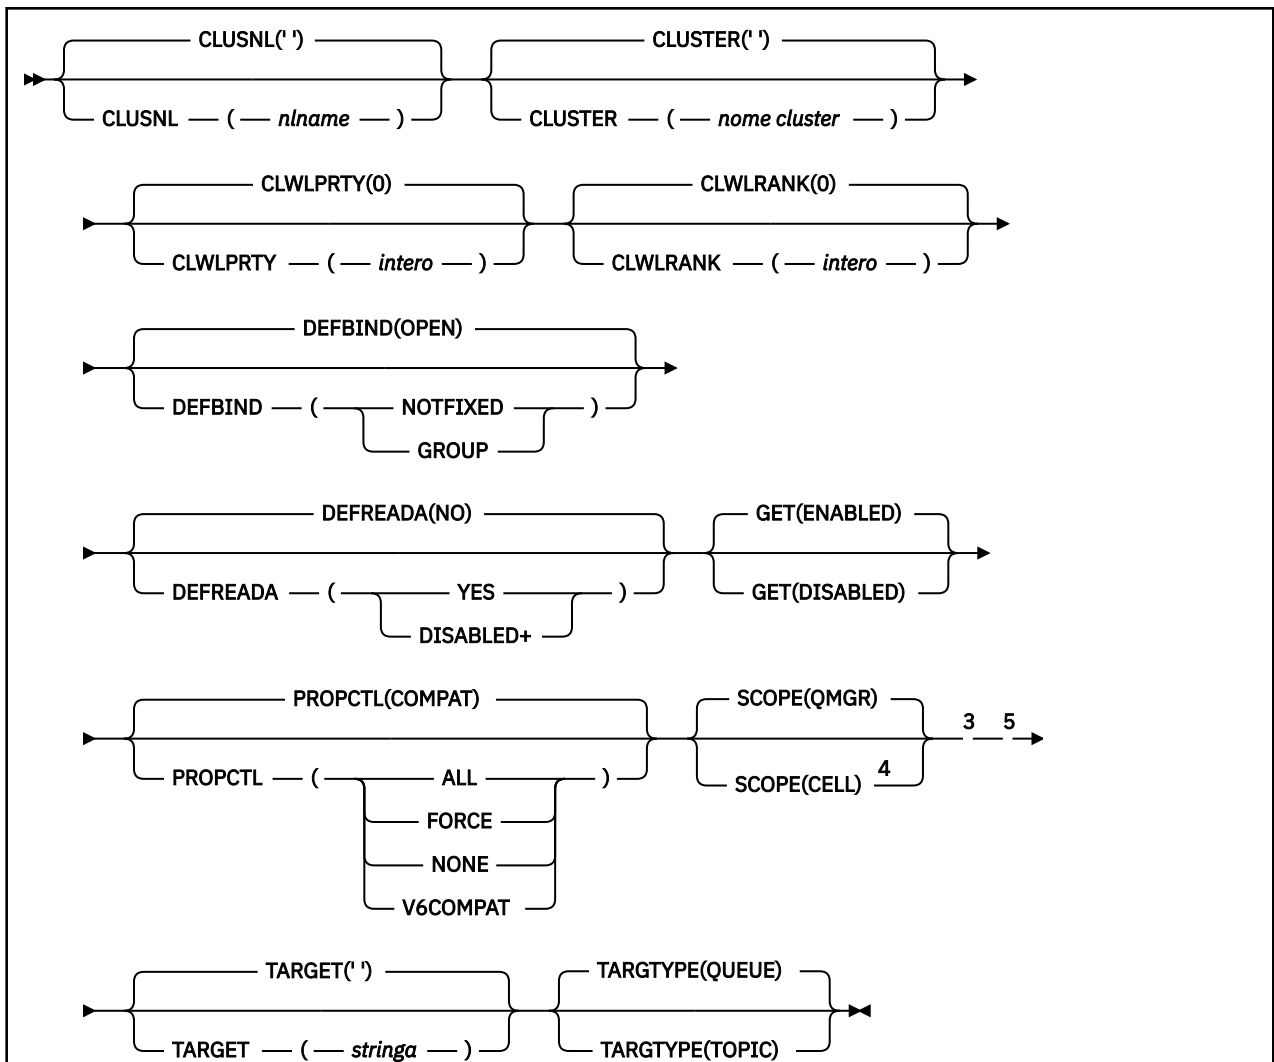 CLUSNL(' ') CLUSTER(' ')
CLUSNL ( nlname ) CLUSTER ( nome cluster )
CLWLPRTY(0) CLWLRANK(0)
CLWLPRTY ( intero ) CLWLRANK ( intero )
DEFBIND(OPEN)
DEFBIND ( NOTFIXED )
GROUP
DEFREADA(NO) GET(ENABLED)
DEFREADA ( YES ) GET(DISABLED)
DISABLED+
PROPCTL(COMPAT) SCOPE(QMGR) 3 5
PROPCTL ( ALL ) SCOPE(CELL) 4
FORCE
NONE
V6COMPAT
TARGET(' ') TARGTYPE(QUEUE)
TARGET ( stringa ) TARGTYPE(TOPIC)